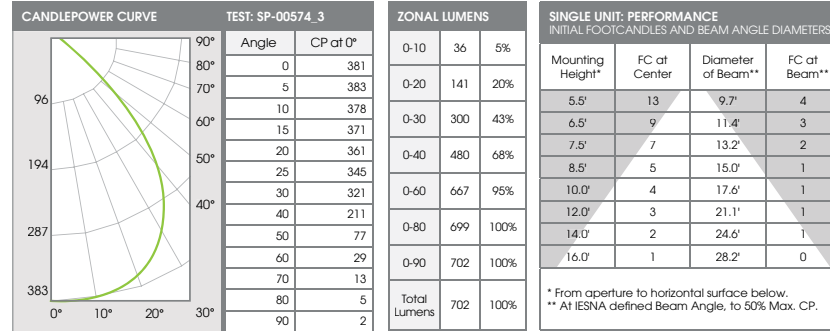 CANDLEPOWER CURVE
96
194
287
383
0° 10° 20° 30°
90°
80°
70°
60°
50°
40°
TEST: SP-00574_3
Angle CP at 0°
0 381
5 383
10 378
15 371
20 361
25 345
30 321
40 211
50 77
60 29
70 13
80 5
90 2
ZONAL LUMENS
0-10 36 5%
0-20 141 20%
0-30 300 43%
0-40 480 68%
0-60 667 95%
0-80 699 100%
0-90 702 100%
Total Lumens 702 100%
SINGLE UNIT: PERFORMANCE
INITIAL FOOTCANDLES AND BEAM ANGLE DIAMETERS
Mounting Height* FC at Center Diameter of Beam** FC at Beam**
5.5' 13 9.7' 4
6.5' 9 11.4' 3
7.5' 7 13.2' 2
8.5' 5 15.0' 1
10.0' 4 17.6' 1
12.0' 3 21.1' 1
14.0' 2 24.6' 1
16.0' 1 28.2' 0
* From aperture to horizontal surface below.
** At IESNA defined Beam Angle, to 50% Max. CP.